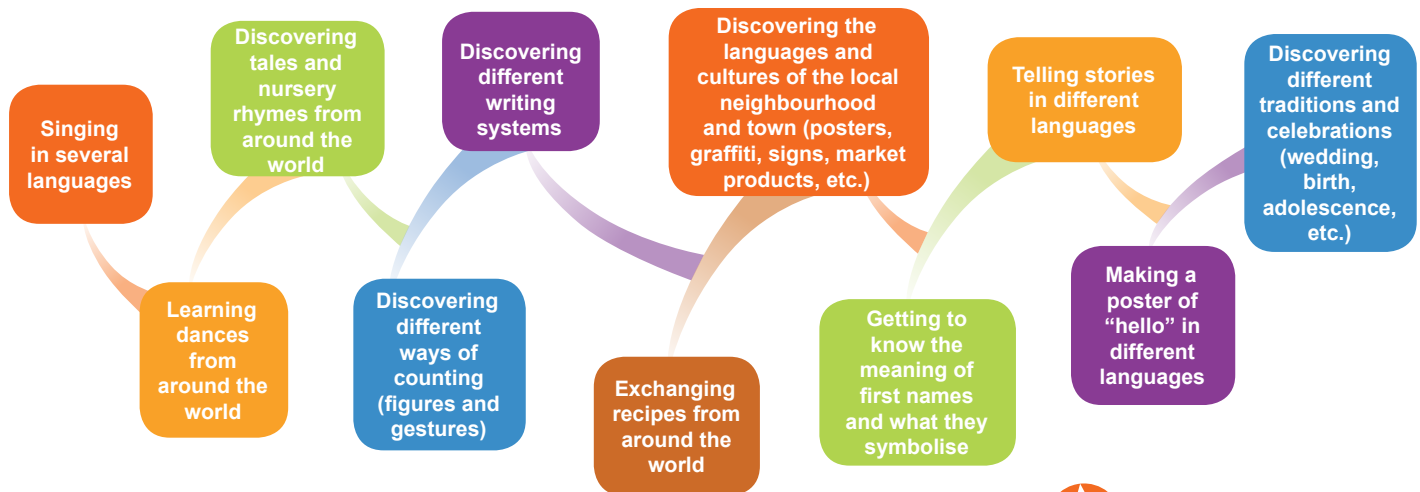 Singing
in several
languages
Learning
dances
from
around the
world
Discovering
tales and
nursery
rhymes from
around the
world
Discovering
different
ways of
counting
(figures and
gestures)
Discovering
different
writing
systems
Exchanging
recipes from
around the
world
Discovering the
languages and
cultures of the local
neighbourhood
and town (posters,
graffiti, signs, market
products, etc.)
Getting to
know the
meaning of
first names
and what they
symbolise
Telling stories
in different
languages
Making a
poster of
“hello” in
different
languages
Discovering
different
traditions and
celebrations
(wedding,
birth,
adolescence,
etc.)